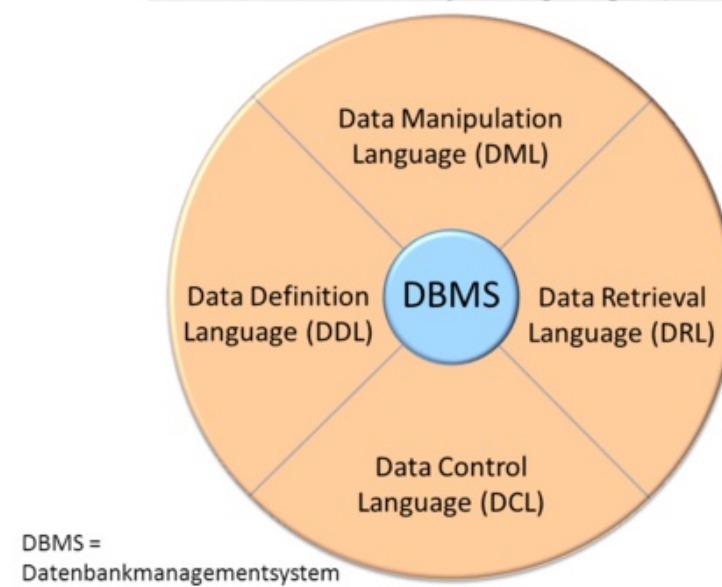 Data Manipulation
Language (DML)
Data Definition
Language (DDL)
DBMS
Data Retrieval
Language (DRL)
Data Control
Language (DCL)
DBMS =
Datenbankmanagementsystem